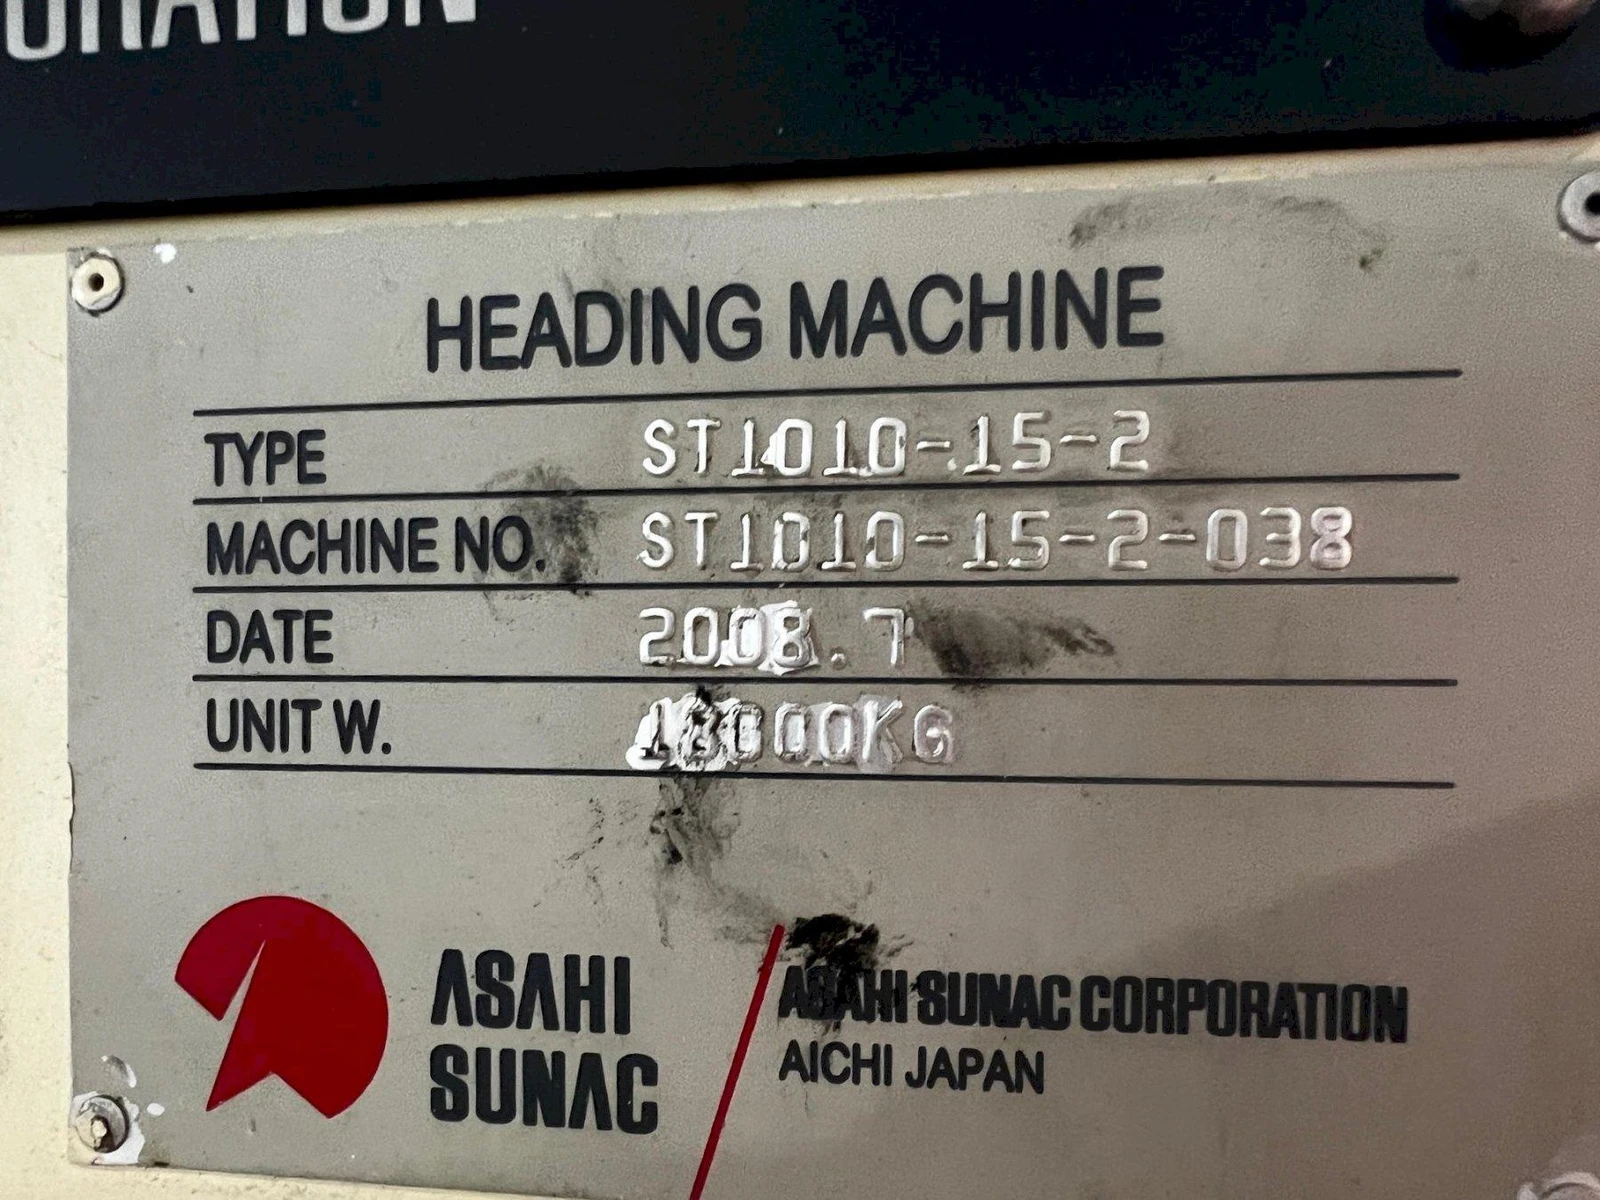 HEADING MACHINE
TYPE ST1010-15-2
MACHINE NO. ST1010-15-2-038
DATE 2008.7
UNIT W.
ASAHI
SUNAC
ASAHI SUNAC CORPORATION
AICHI JAPAN